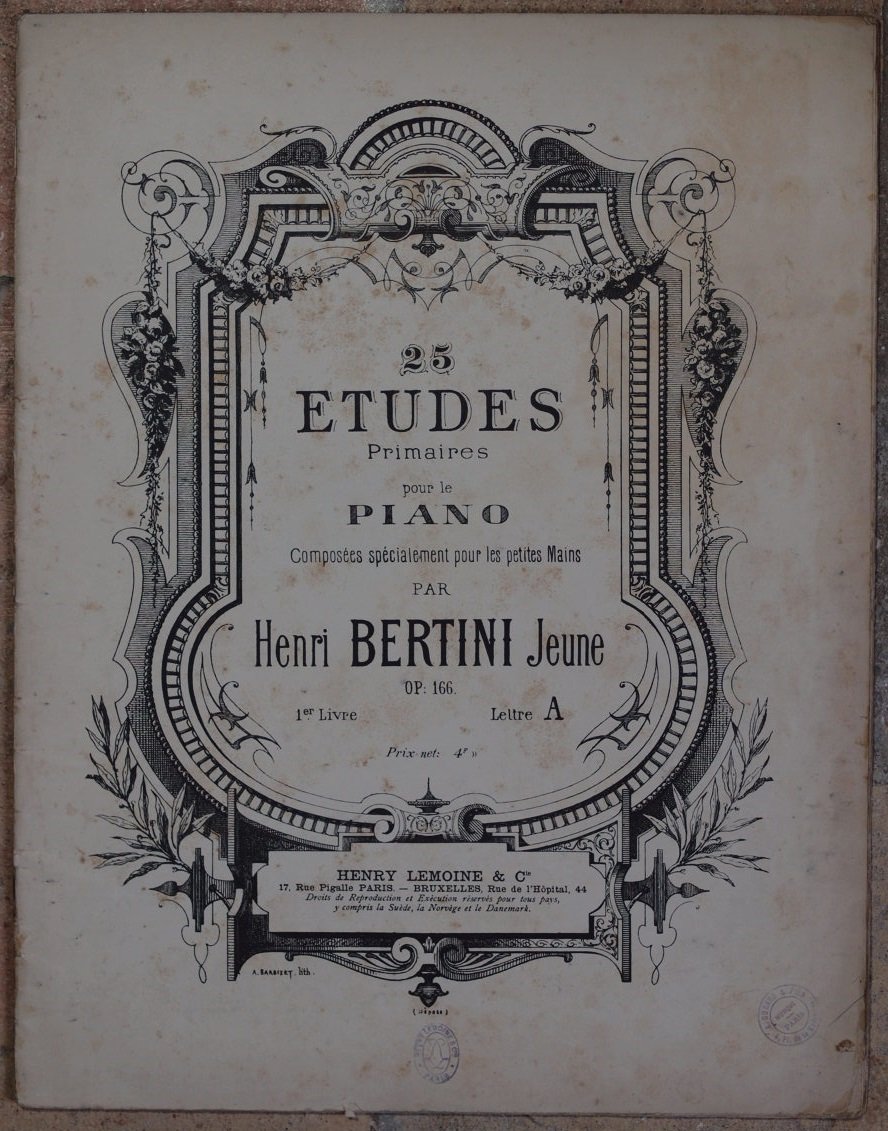 25
ETUDES
Primaires
pour le
PIANO
Composées spécialement pour les petites Mains
PAR
Henri BERTINI Jeune
OP: 166.
1er Livre Lettre A
Prix net: 4f »
HENRY LEMOINE & Cie
17, Rue Pigalle PARIS. — BRUXELLES, Rue de l'Hôpital, 44
Droits de Reproduction et Exécution réservés pour tous pays,
y compris la Suède, la Norvège et le Danemark.
A. BARBIZET. lith.
(Déposé)